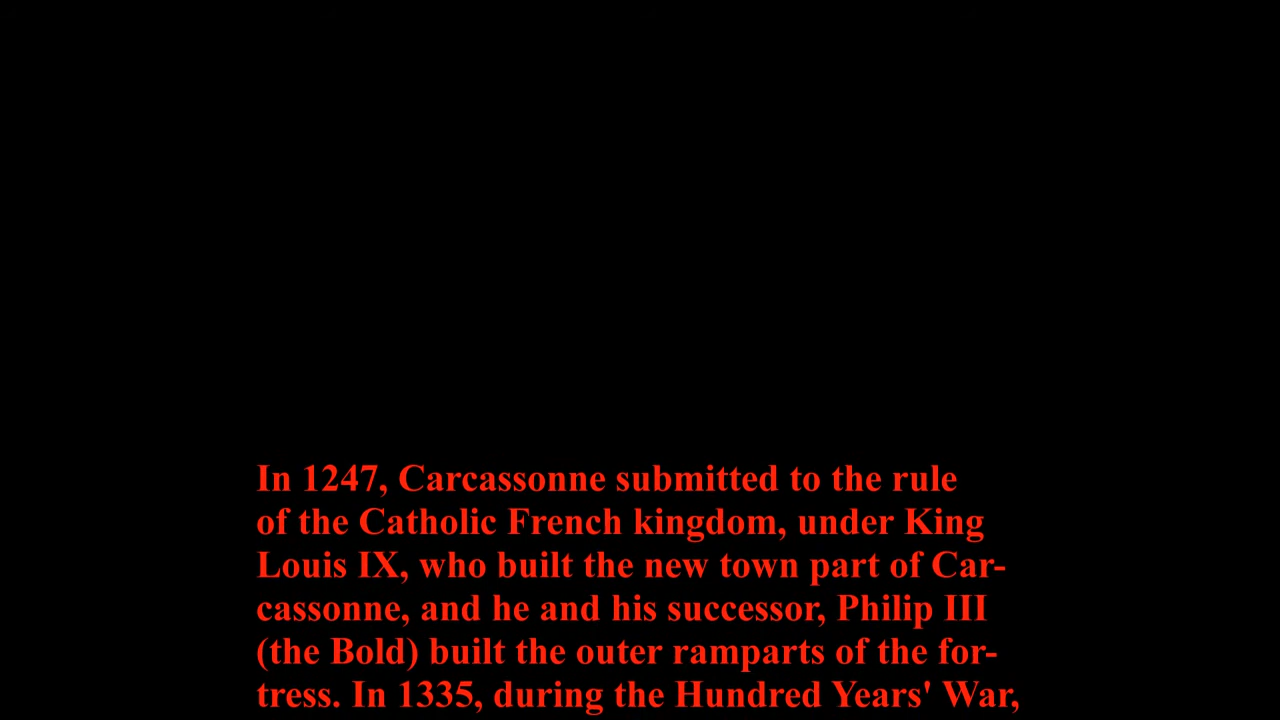 In 1247, Carcassonne submitted to the rule
of the Catholic French kingdom, under King
Louis IX, who built the new town part of Car-
cassonne, and he and his successor, Philip III
(the Bold) built the outer ramparts of the for-
tress. In 1335, during the Hundred Years' War,